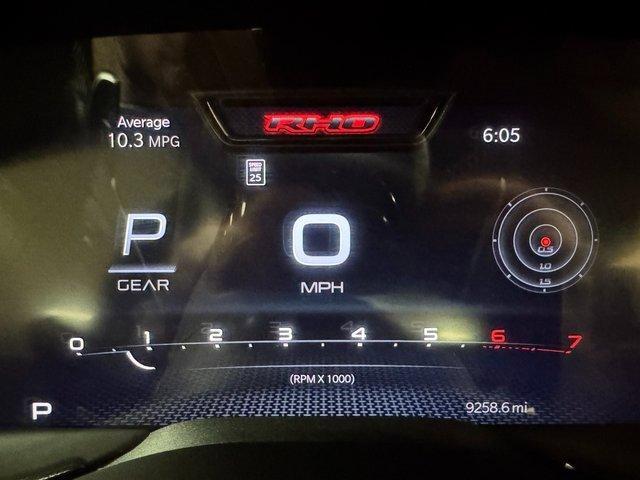 RHO
Average
10.3 MPG
6:05
SPEED
LIMIT
25
P
GEAR
0
MPH
0.5
1.0
1.5
0 1 2 3 4 5 6 7
(RPM X 1000)
P
9258.6 mi